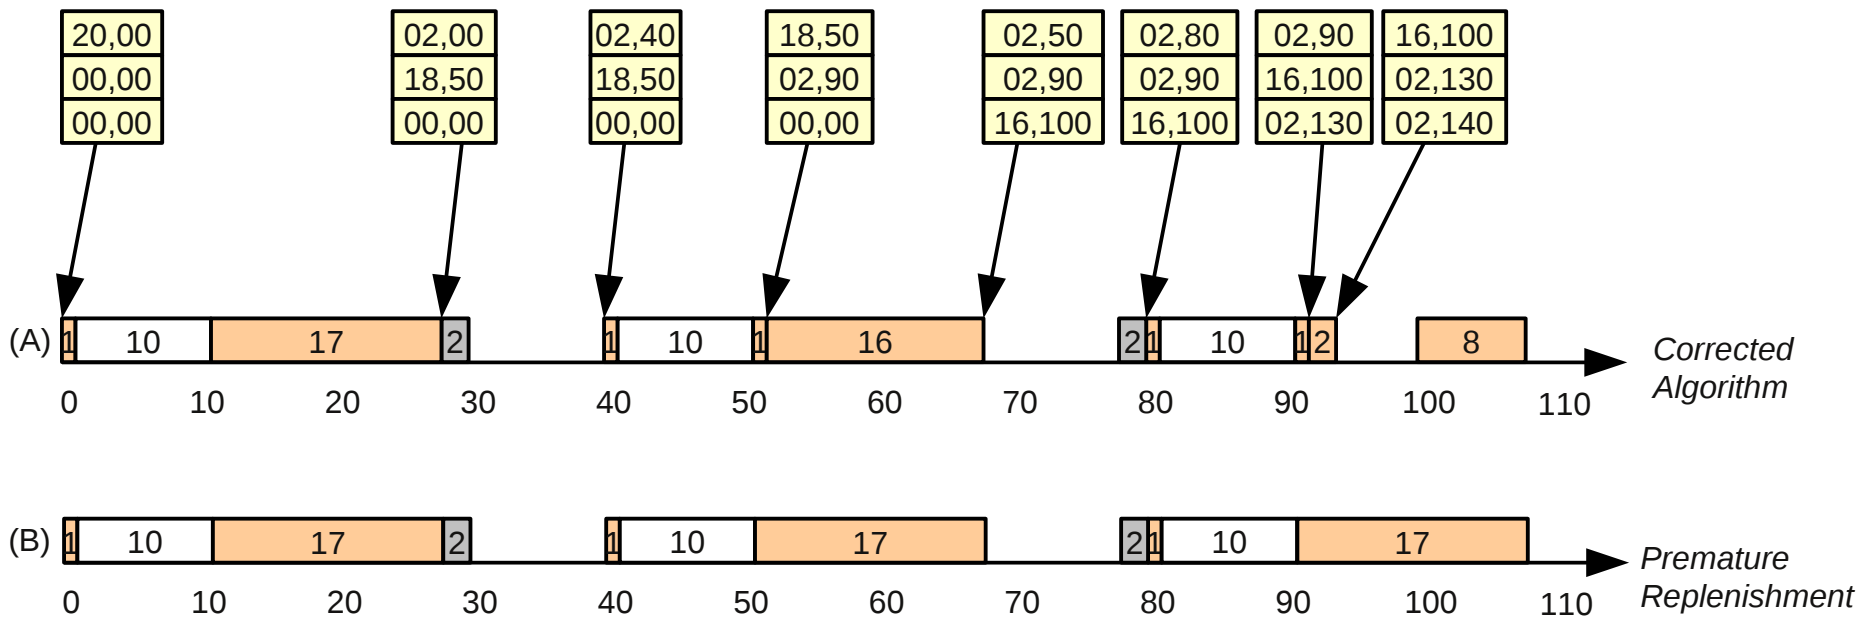 20,00 02,00 02,40 18,50 02,50 02,80 02,90 16,100
00,00 18,50 18,50 02,90 02,90 02,90 16,100 02,130
00,00 00,00 00,00 00,00 16,100 16,100 02,130 02,140
(A) 1 10 17 2 1 10 1 16 2 1 10 1 2 8
Corrected
Algorithm
0 10 20 30 40 50 60 70 80 90 100 110
(B) 1 10 17 2 1 10 17 2 1 10 17
Premature
Replenishment
0 10 20 30 40 50 60 70 80 90 100 110